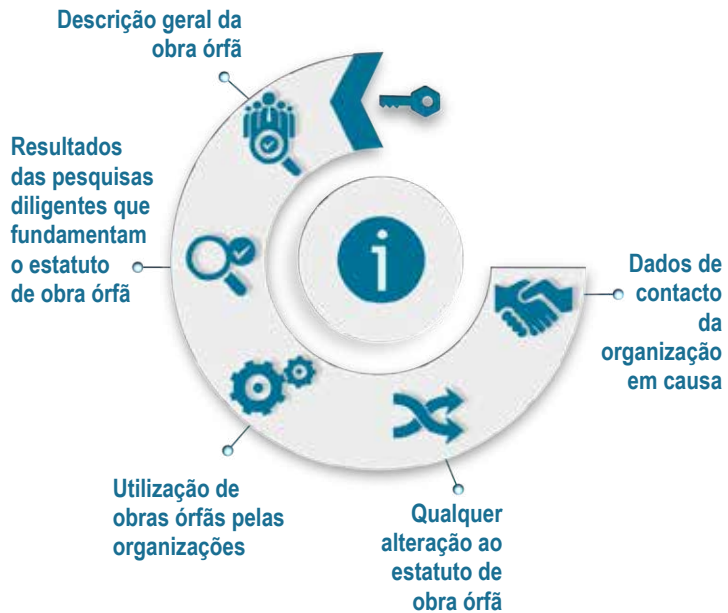 Descrição geral da
obra órfã
Resultados
das pesquisas
diligentes que
fundamentam
o estatuto
de obra órfã
Utilização de
obras órfãs pelas
organizações
Qualquer
alteração ao
estatuto de
obra órfã
Dados de
contacto
da
organização
em causa
i